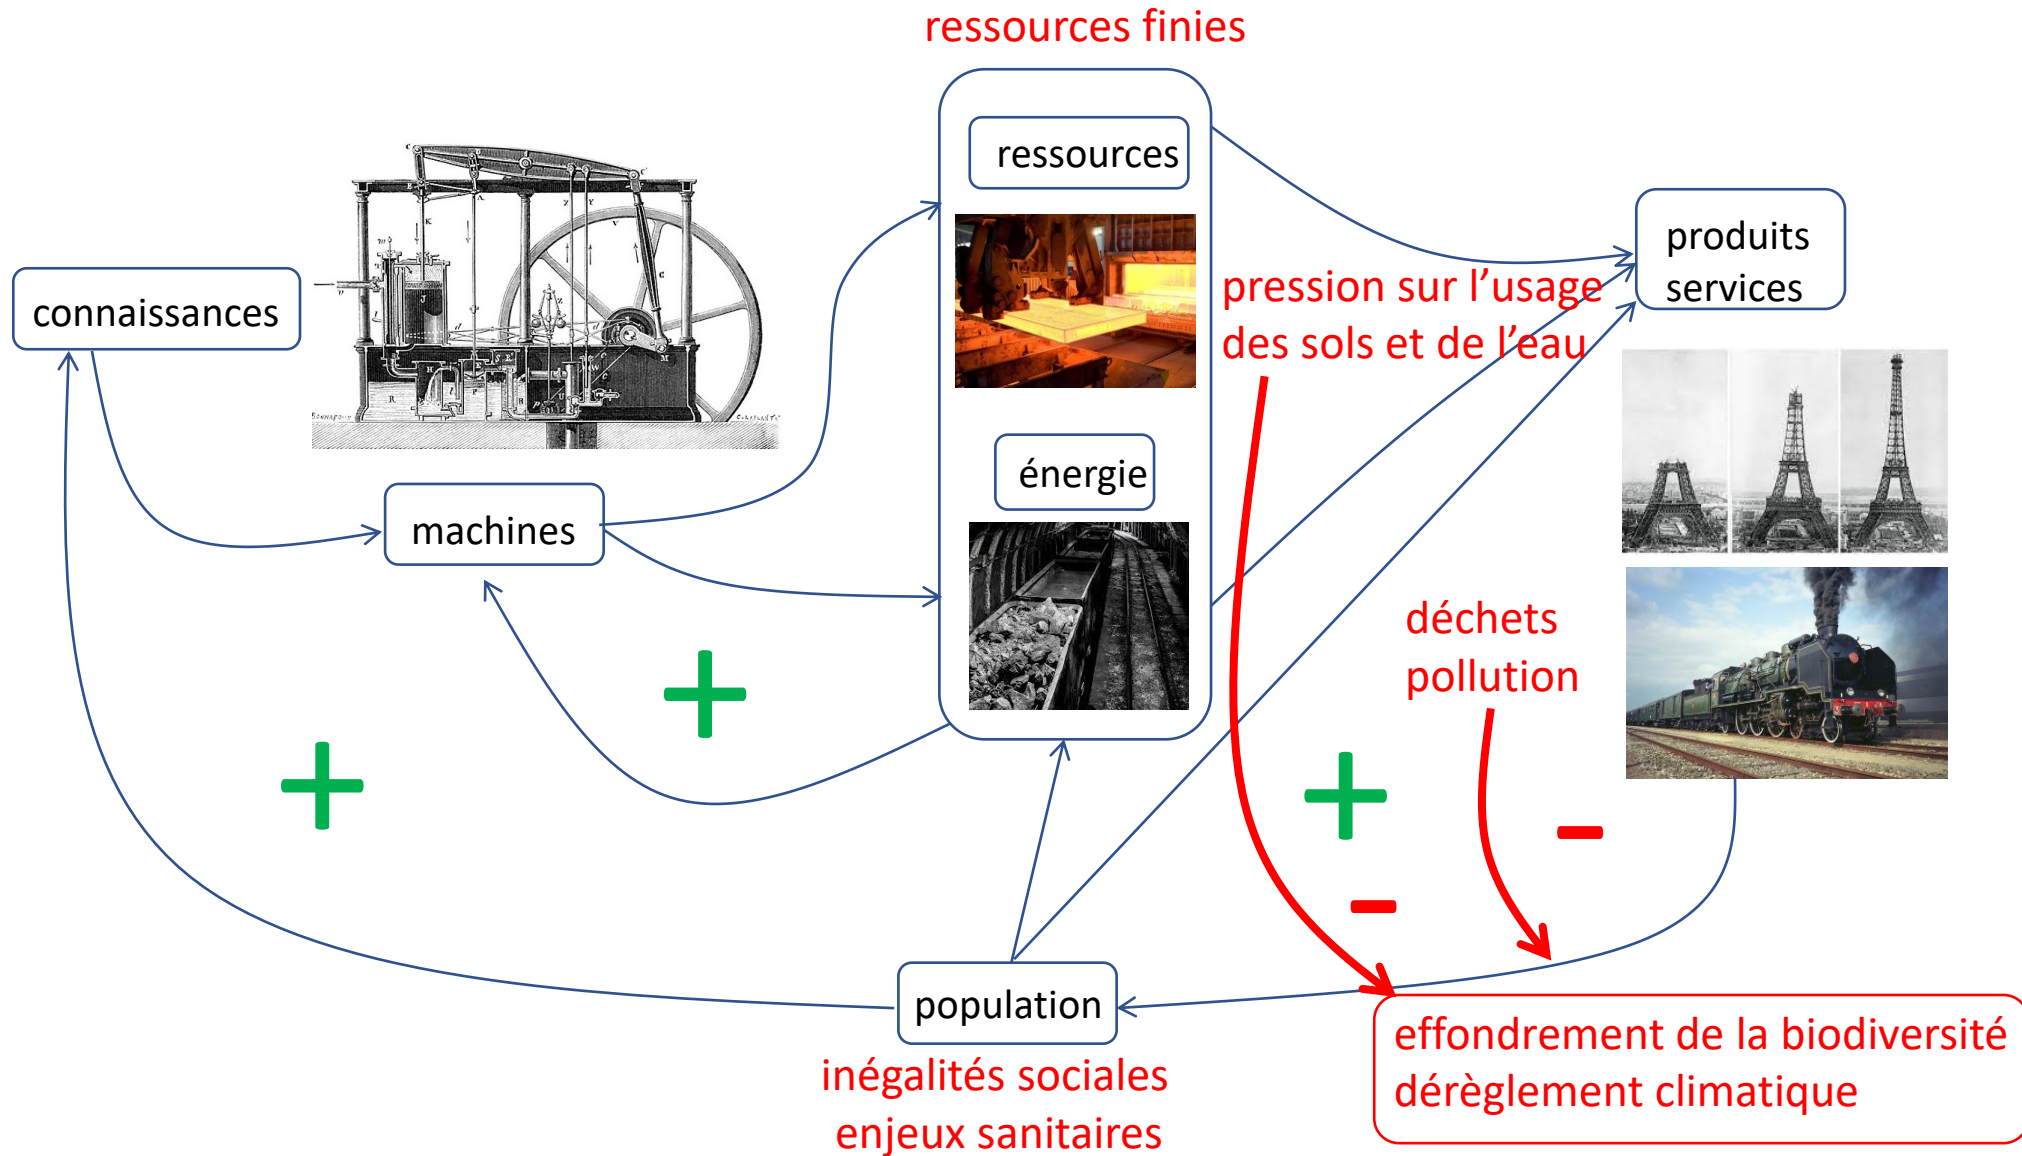 ressources finies
ressources
connaissances
machines
énergie
pression sur l’usage
des sols et de l’eau
produits
services
déchets
pollution
+
+
+
-
-
population
inégalités sociales
enjeux sanitaires
effondrement de la biodiversité
dérèglement climatique